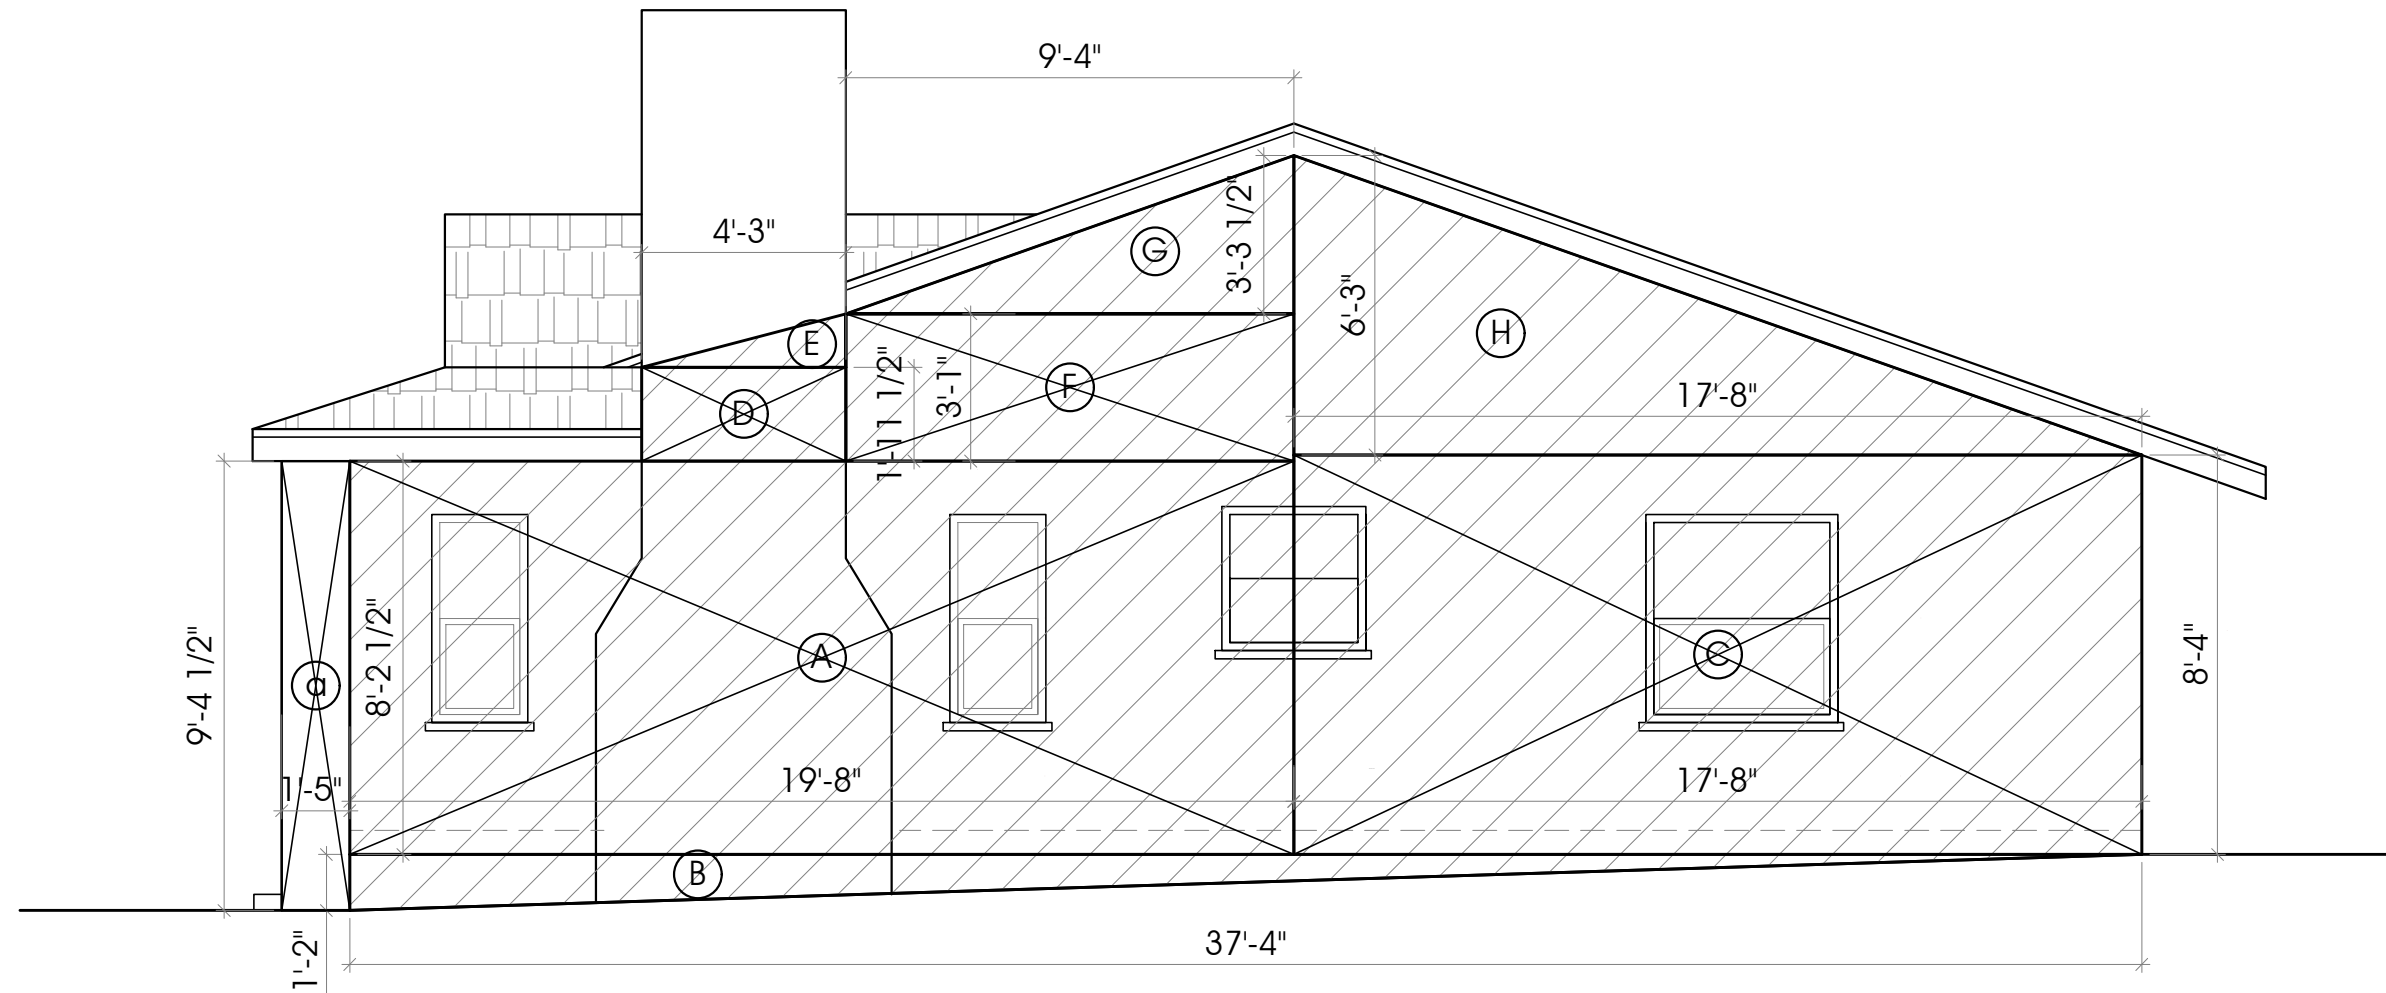 9'-4"
4'-3"
3'-3 1/2"
G
6'-3"
H
E
1'-11 1/2"
3'-1"
F
D
17'-8"
9'-4 1/2"
a
8'-2 1/2"
A
C
8'-4"
1'-5"
19'-8"
17'-8"
B
1'-2"
37'-4"